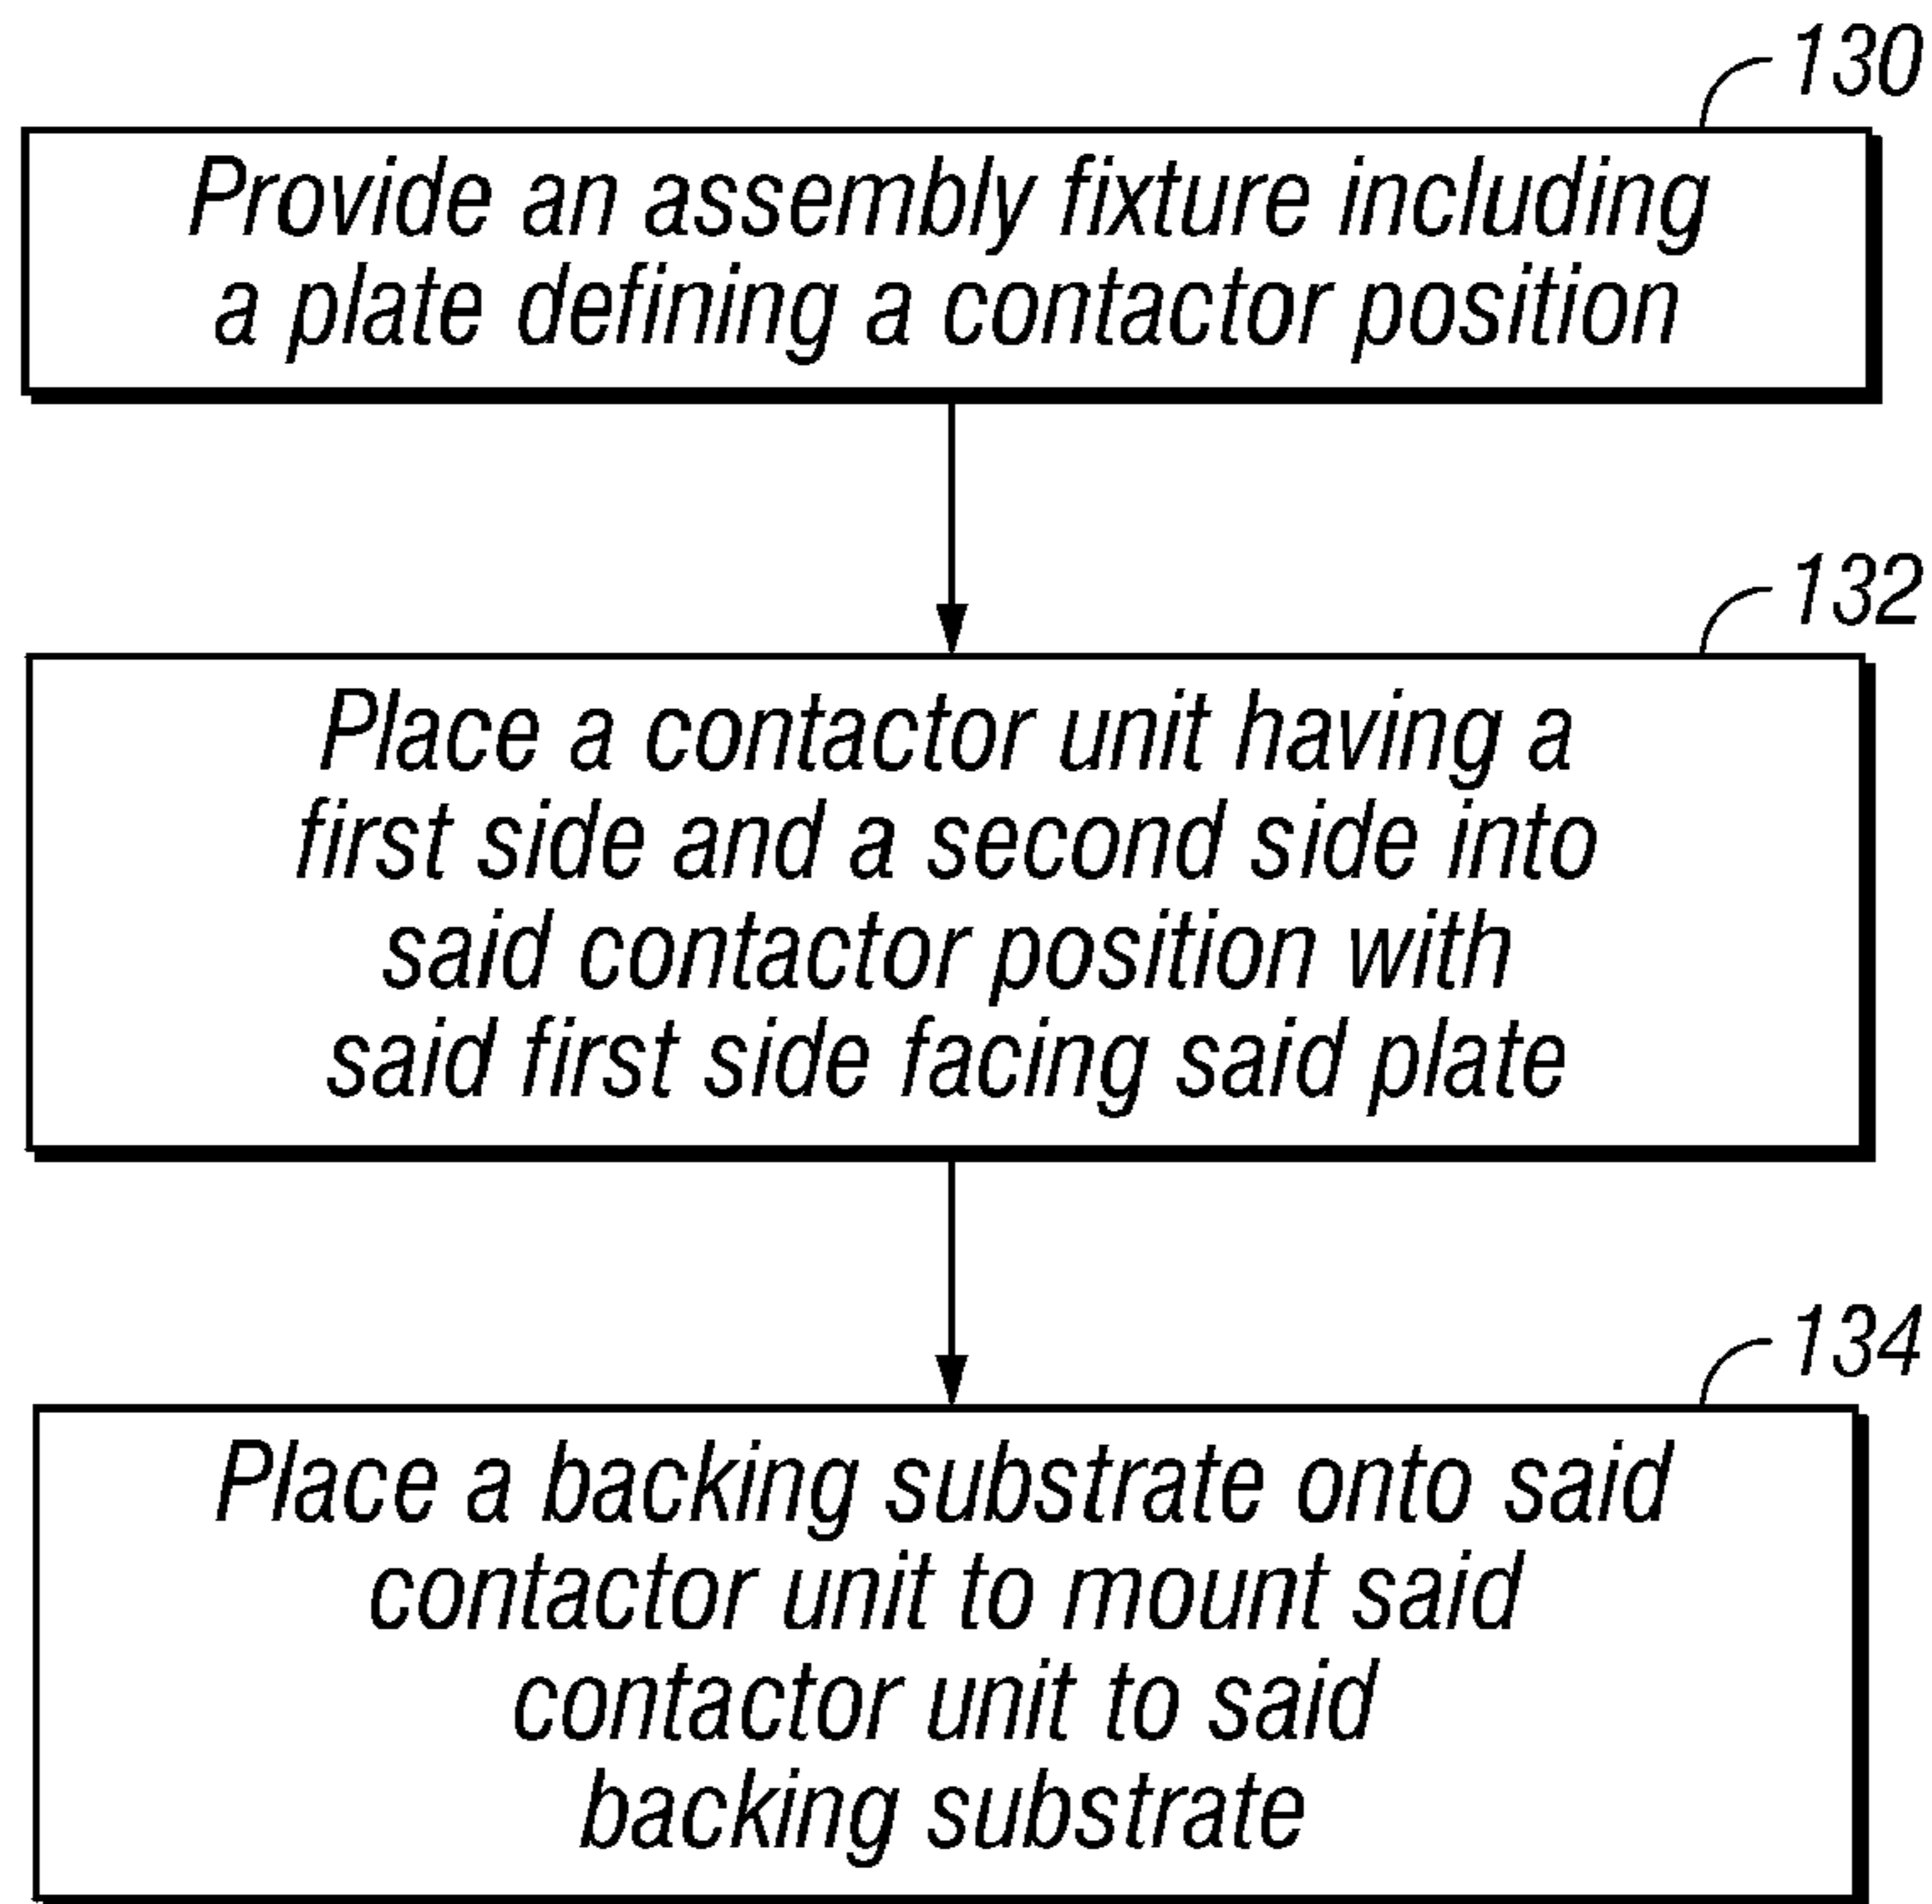 130
Provide an assembly fixture including
a plate defining a contactor position
132
Place a contactor unit having a
first side and a second side into
said contactor position with
said first side facing said plate
134
Place a backing substrate onto said
contactor unit to mount said
contactor unit to said
backing substrate